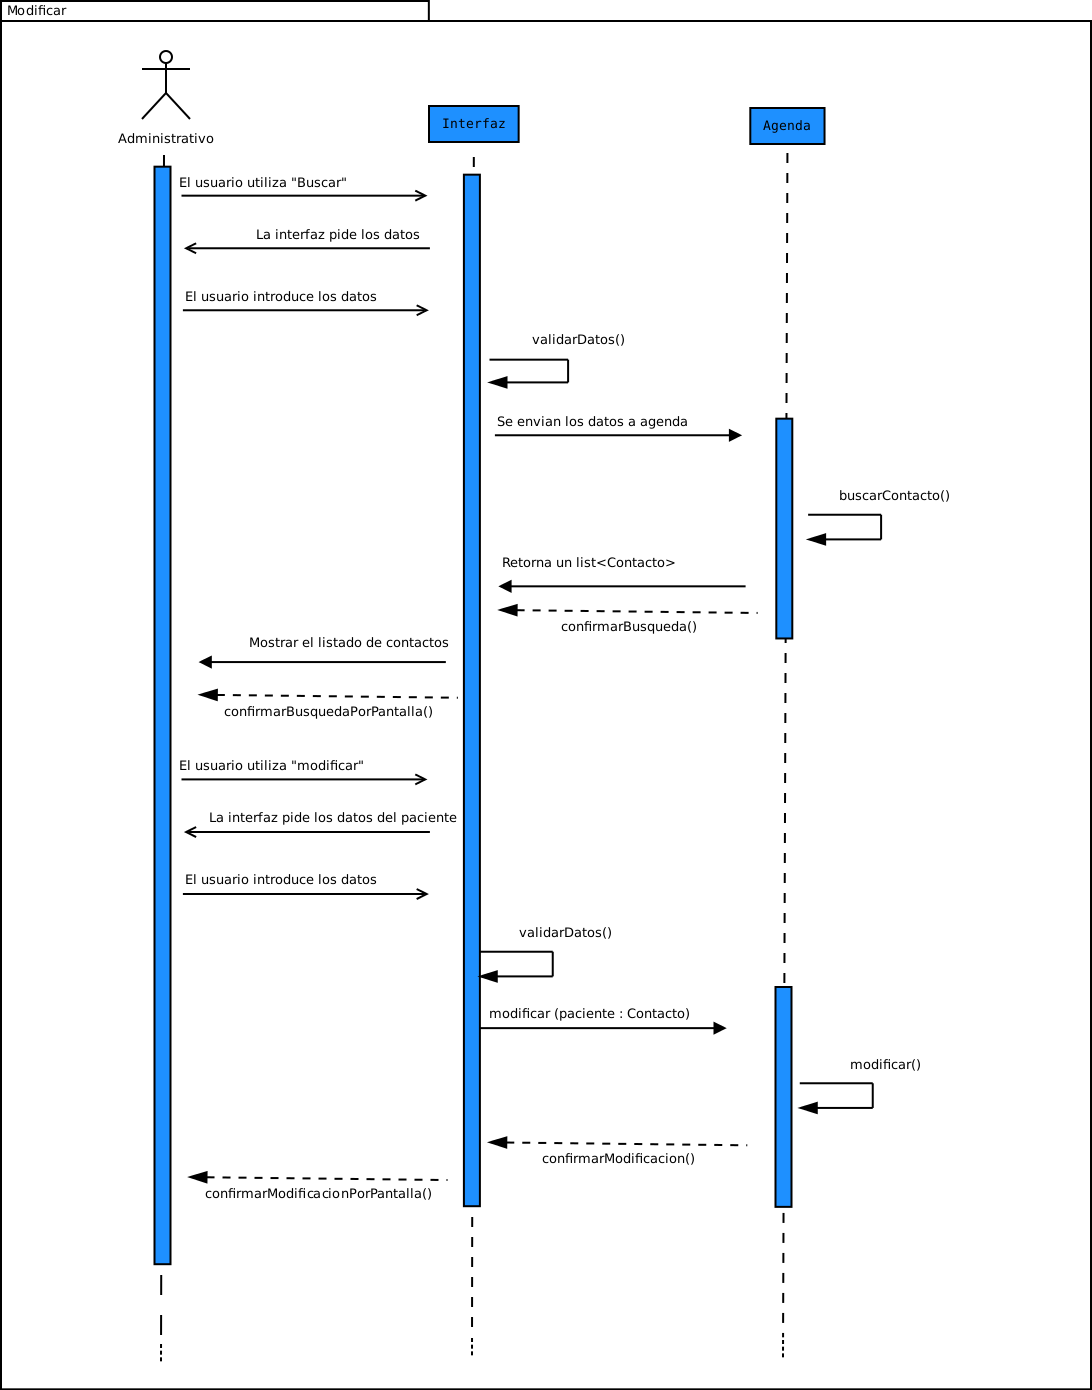 Modificar
Administrativo
Interfaz
Agenda
El usuario utiliza "Buscar"
La interfaz pide los datos
El usuario introduce los datos
validarDatos()
Se envian los datos a agenda
buscarContacto()
Retorna un list<Contacto>
confirmarBusqueda()
Mostrar el listado de contactos
confirmarBusquedaPorPantalla()
El usuario utiliza "modificar"
La interfaz pide los datos del paciente
El usuario introduce los datos
validarDatos()
modificar (paciente : Contacto)
modificar()
confirmarModificacion()
confirmarModificacionPorPantalla()